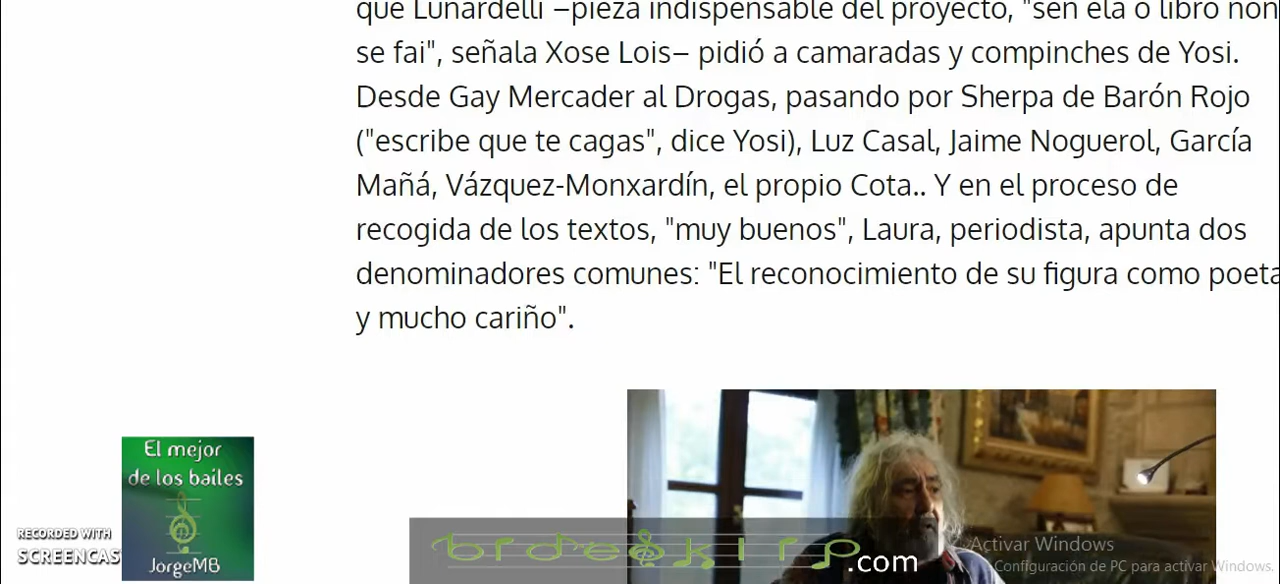 que Lunardelli –pieza indispensable del proyecto, "sen ela o libro non
se fai", señala Xose Lois– pidió a camaradas y compinches de Yosi.
Desde Gay Mercader al Drogas, pasando por Sherpa de Barón Rojo
("escribe que te cagas", dice Yosi), Luz Casal, Jaime Noguerol, García
Mañá, Vázquez-Monxardín, el propio Cota.. Y en el proceso de
recogida de los textos, "muy buenos", Laura, periodista, apunta dos
denominadores comunes: "El reconocimiento de su figura como poeta
y mucho cariño".
El mejor
de los bailes
JorgeMB
RECORDED WITH
SCREENCAS
.com
Activar Windows
Configuración de PC para activar Windows.